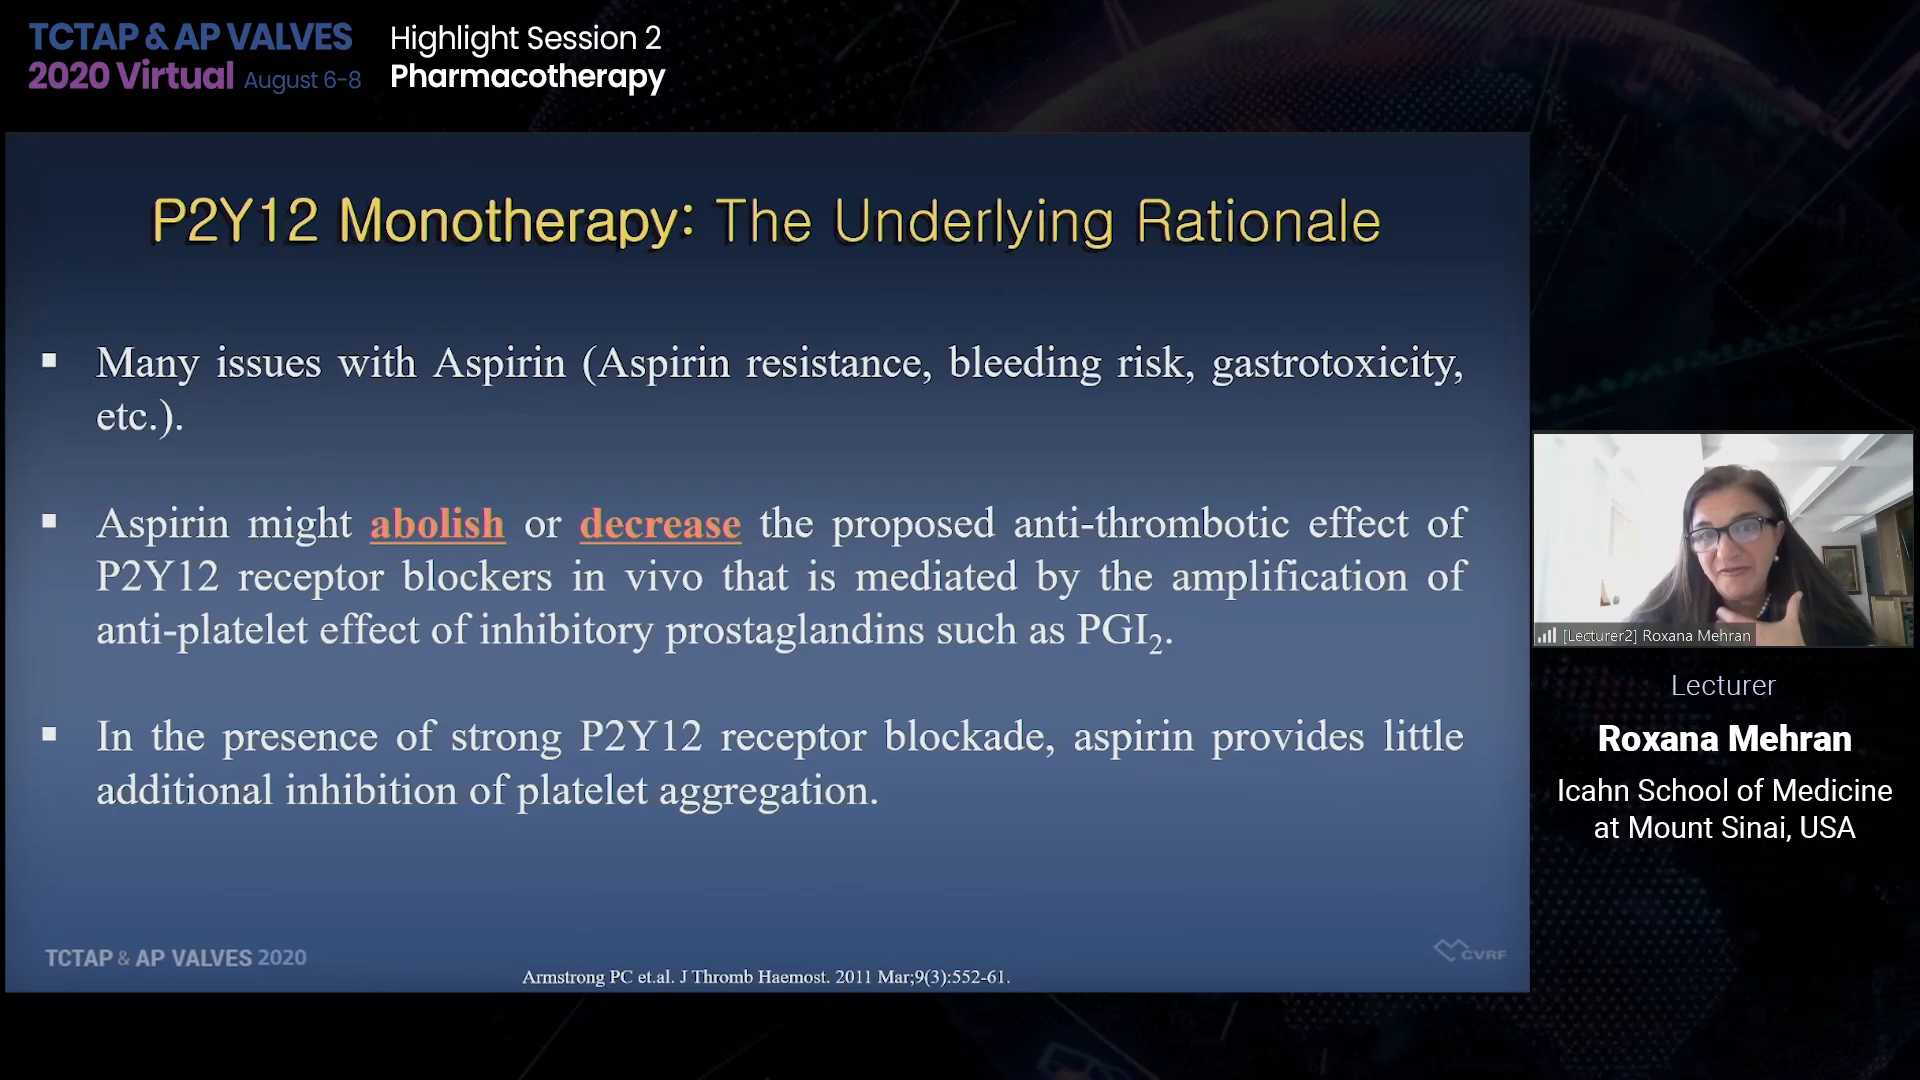 TCTAP & AP VALVES
2020 Virtual August 6-8
Highlight Session 2
Pharmacotherapy
P2Y12 Monotherapy: The Underlying Rationale
▪ Many issues with Aspirin (Aspirin resistance, bleeding risk, gastrotoxicity,
etc.).
▪ Aspirin might abolish or decrease the proposed anti-thrombotic effect of
P2Y12 receptor blockers in vivo that is mediated by the amplification of
anti-platelet effect of inhibitory prostaglandins such as PGI₂.
▪ In the presence of strong P2Y12 receptor blockade, aspirin provides little
additional inhibition of platelet aggregation.
TCTAP & AP VALVES 2020
CVRF
Armstrong PC et.al. J Thromb Haemost. 2011 Mar;9(3):552-61.
[Lecturer2] Roxana Mehran
Lecturer
Roxana Mehran
Icahn School of Medicine
at Mount Sinai, USA